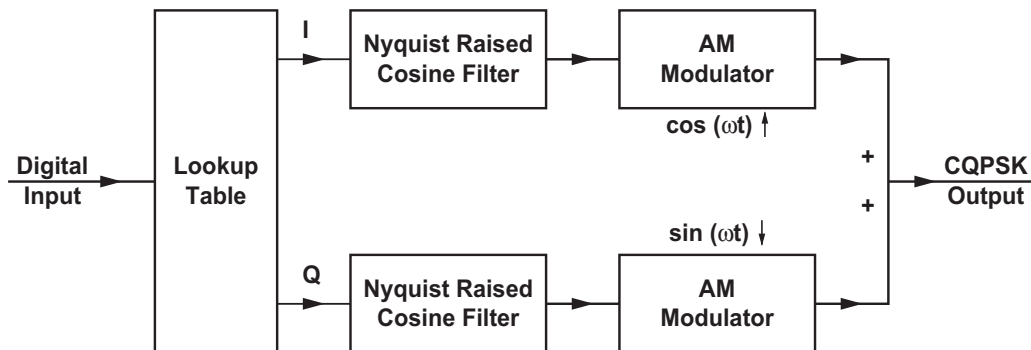 I
Nyquist Raised
Cosine Filter
AM
Modulator
cos (ωt)
Digital
Input
Lookup
Table
+
+
CQPSK
Output
sin (ωt)
Q
Nyquist Raised
Cosine Filter
AM
Modulator